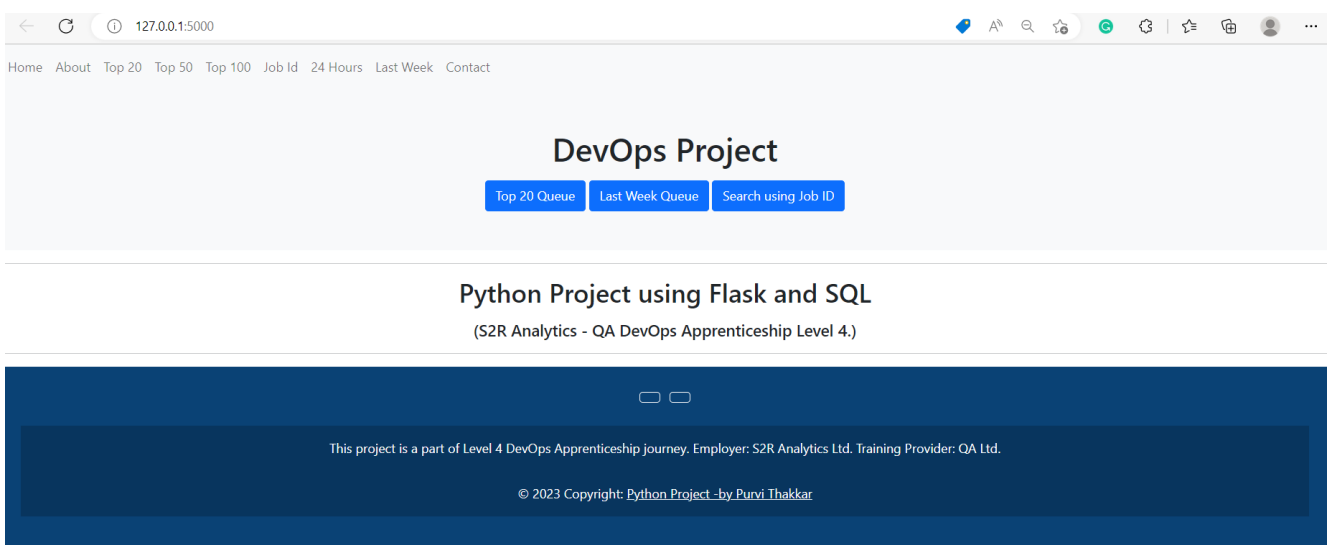 127.0.0.1:5000
Home About Top 20 Top 50 Top 100 Job Id 24 Hours Last Week Contact
DevOps Project
Top 20 Queue Last Week Queue Search using Job ID
Python Project using Flask and SQL
(S2R Analytics - QA DevOps Apprenticeship Level 4.)
This project is a part of Level 4 DevOps Apprenticeship journey. Employer: S2R Analytics Ltd. Training Provider: QA Ltd.
© 2023 Copyright: Python Project -by Purvi Thakkar